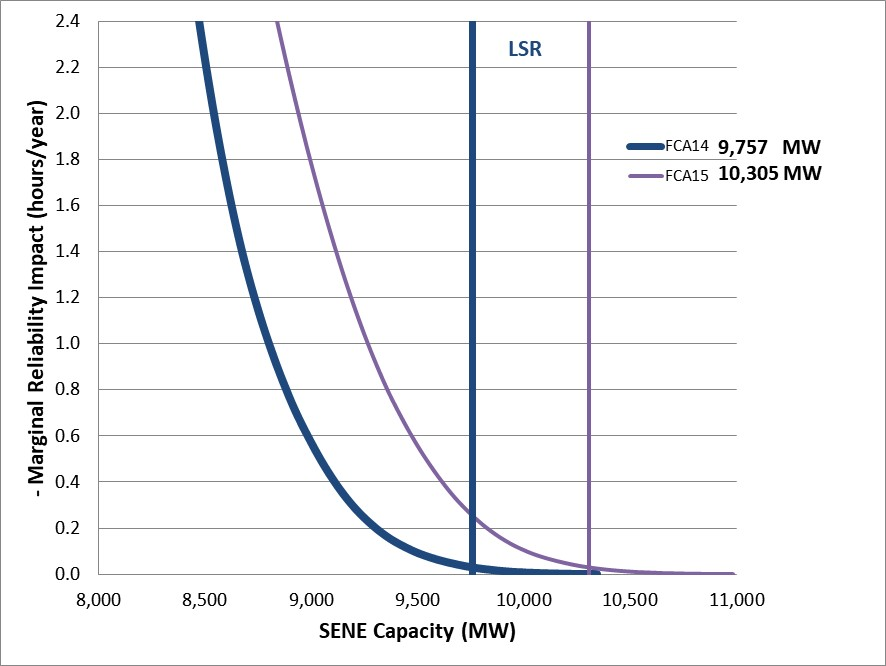 2.4
2.2
2.0
1.8
1.6
1.4
1.2
1.0
0.8
0.6
0.4
0.2
0.0
- Marginal Reliability Impact (hours/year)
LSR
FCA14 9,757 MW
FCA15 10,305 MW
8,000 8,500 9,000 9,500 10,000 10,500 11,000
SENE Capacity (MW)